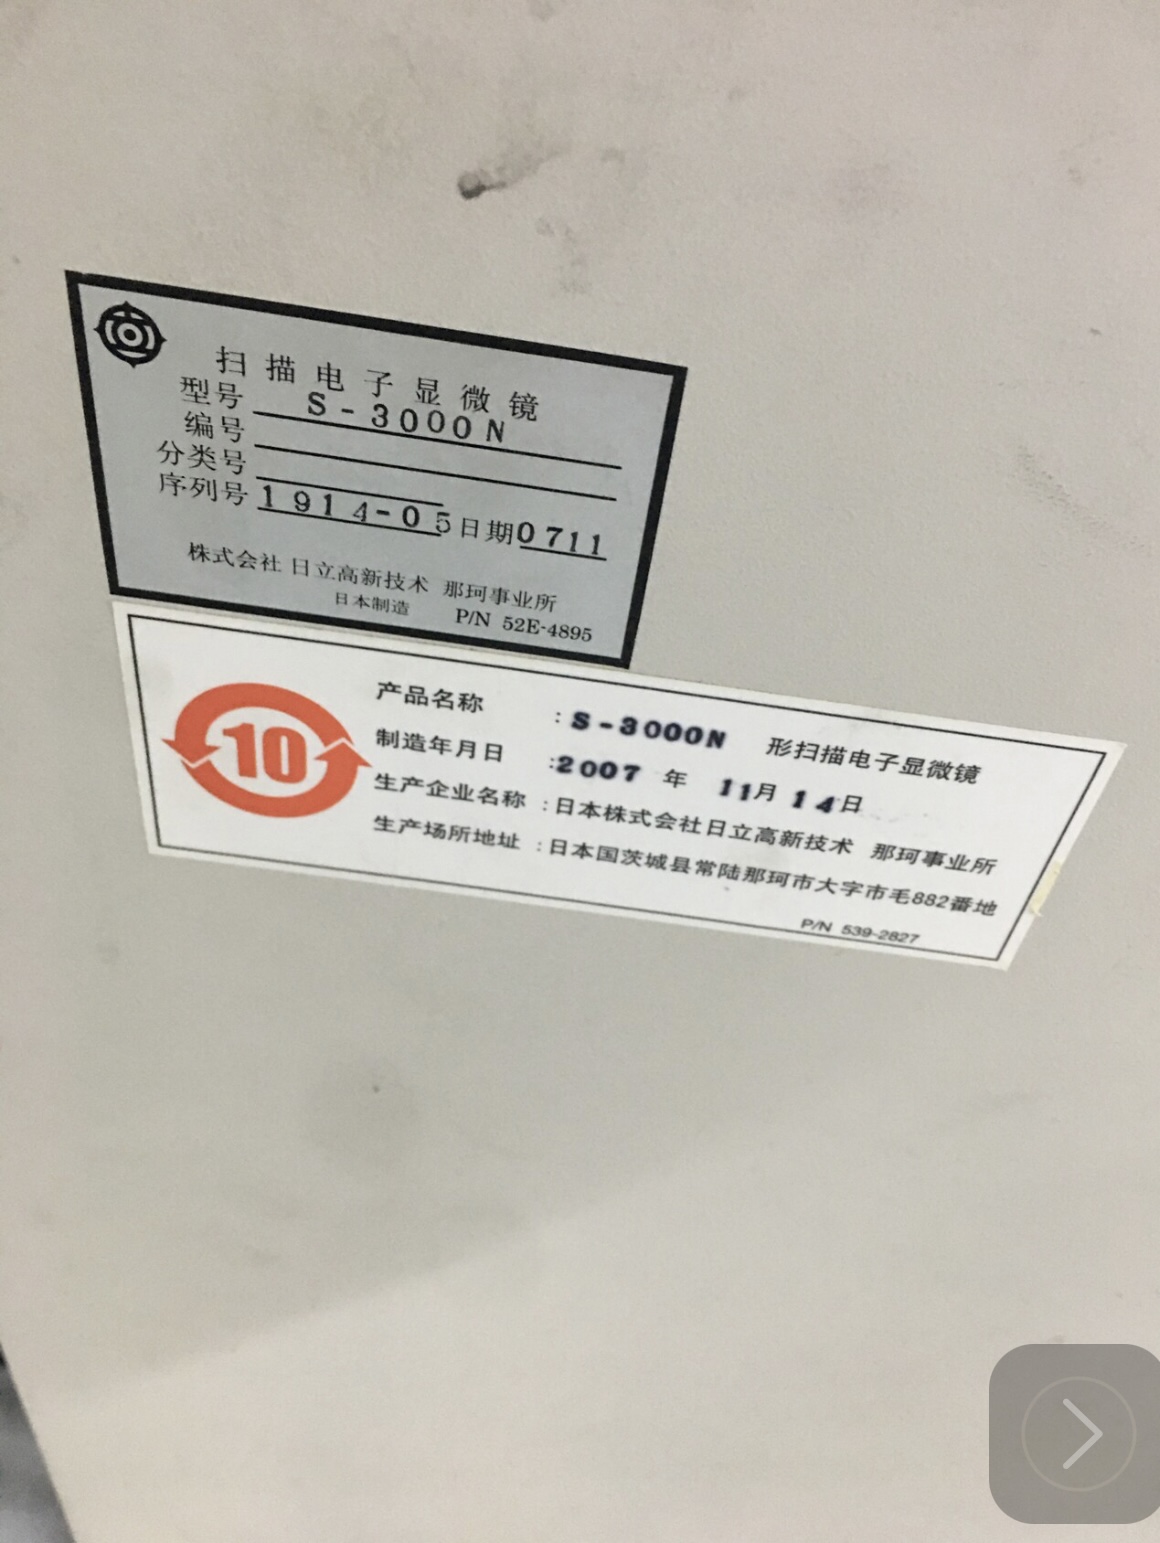 扫描电子显微镜
型号 S-3000N
编号
分类号
序列号 1914-05 日期 0711
株式会社 日立高新技术 那珂事业所
日本制造 P/N 52E-4895
10
产品名称 : S-3000N 形扫描电子显微镜
制造年月日 :2007 年 11月 14日
生产企业名称 :日本株式会社日立高新技术 那珂事业所
生产场所地址 :日本国茨城县常陆那珂市大字市毛882番地
P/N 539-2827